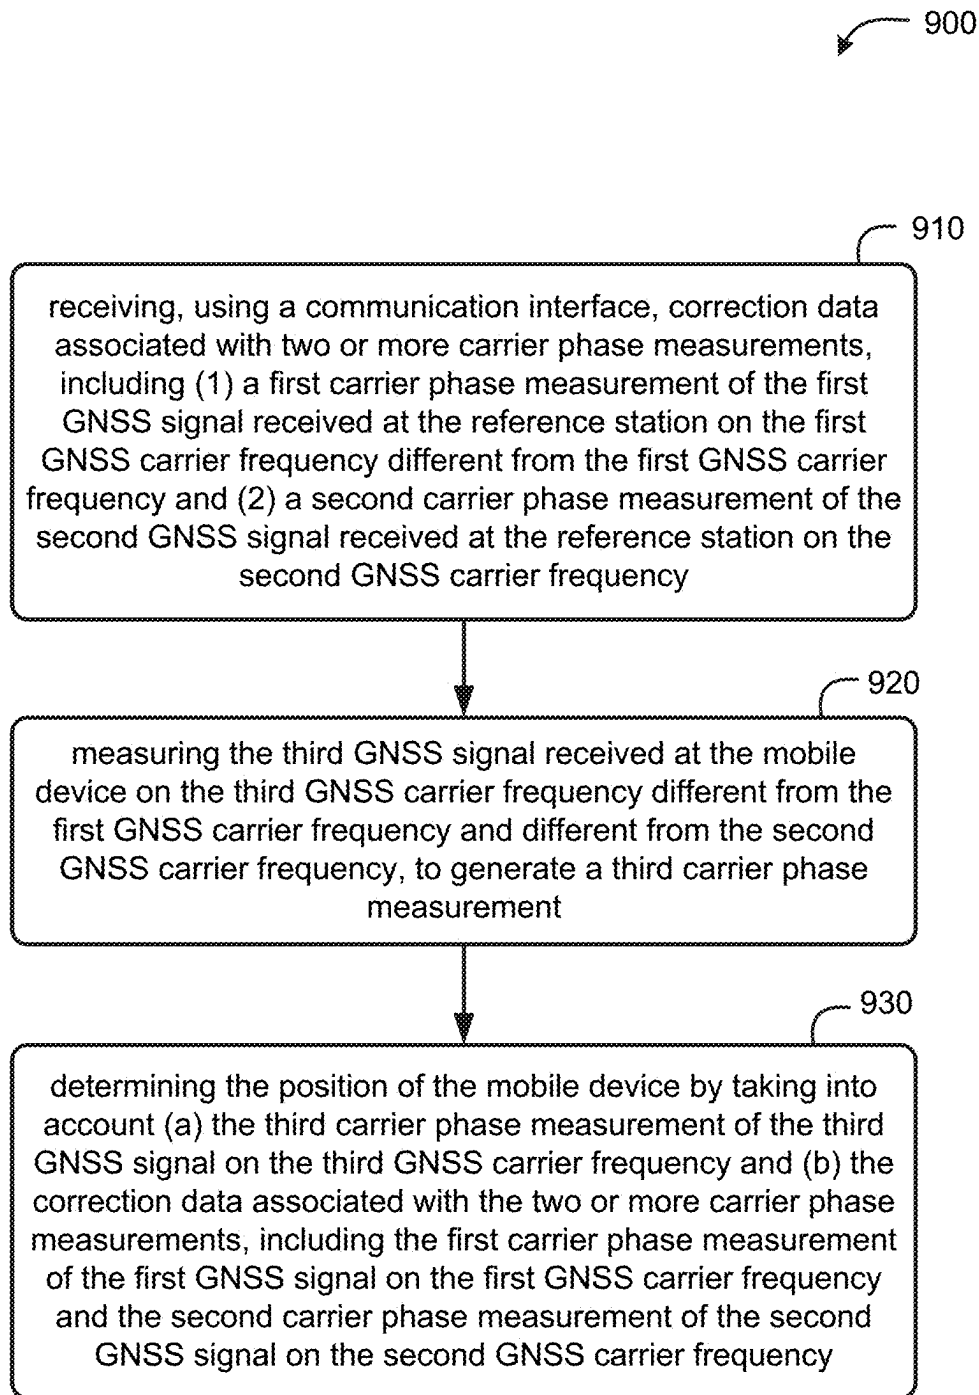 900
910
receiving, using a communication interface, correction data
associated with two or more carrier phase measurements,
including (1) a first carrier phase measurement of the first
GNSS signal received at the reference station on the first
GNSS carrier frequency different from the first GNSS carrier
frequency and (2) a second carrier phase measurement of the
second GNSS signal received at the reference station on the
second GNSS carrier frequency
920
measuring the third GNSS signal received at the mobile
device on the third GNSS carrier frequency different from the
first GNSS carrier frequency and different from the second
GNSS carrier frequency, to generate a third carrier phase
measurement
930
determining the position of the mobile device by taking into
account (a) the third carrier phase measurement of the third
GNSS signal on the third GNSS carrier frequency and (b) the
correction data associated with the two or more carrier phase
measurements, including the first carrier phase measurement
of the first GNSS signal on the first GNSS carrier frequency
and the second carrier phase measurement of the second
GNSS signal on the second GNSS carrier frequency